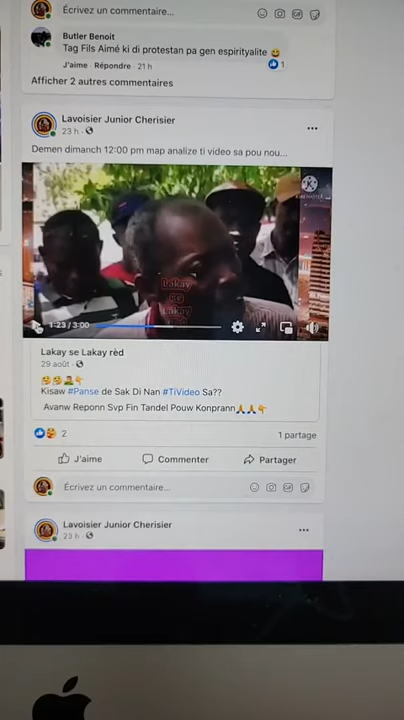 Écrivez un commentaire...
Butler Benoit
Tag Fils Aimé ki di protestan pa gen espirityalite 😄
J'aime · Répondre · 21 h
1
Afficher 2 autres commentaires
Lavoisier Junior Cherisier
23 h ·
Demen dimanch 12:00 pm map analize ti video sa pou nou...
KINEMASTER
Lakay
se
Lakay
1:23 / 3:00
Lakay se Lakay rèd
29 août ·
Kisaw #Panse de Sak Di Nan #TiVideo Sa??
Avanw Reponn Svp Fin Tandel Pouw Konprann🙏🙏👇
2
1 partage
J'aime Commenter Partager
Écrivez un commentaire...
Lavoisier Junior Cherisier
23 h ·